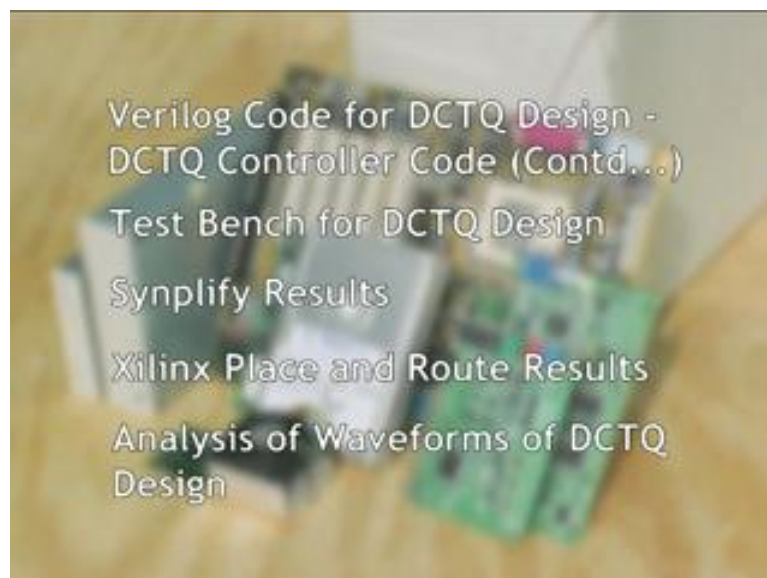 Verilog Code for DCTQ Design -
DCTQ Controller Code (Contd...)
Test Bench for DCTQ Design
Synplify Results
Xilinx Place and Route Results
Analysis of Waveforms of DCTQ
Design